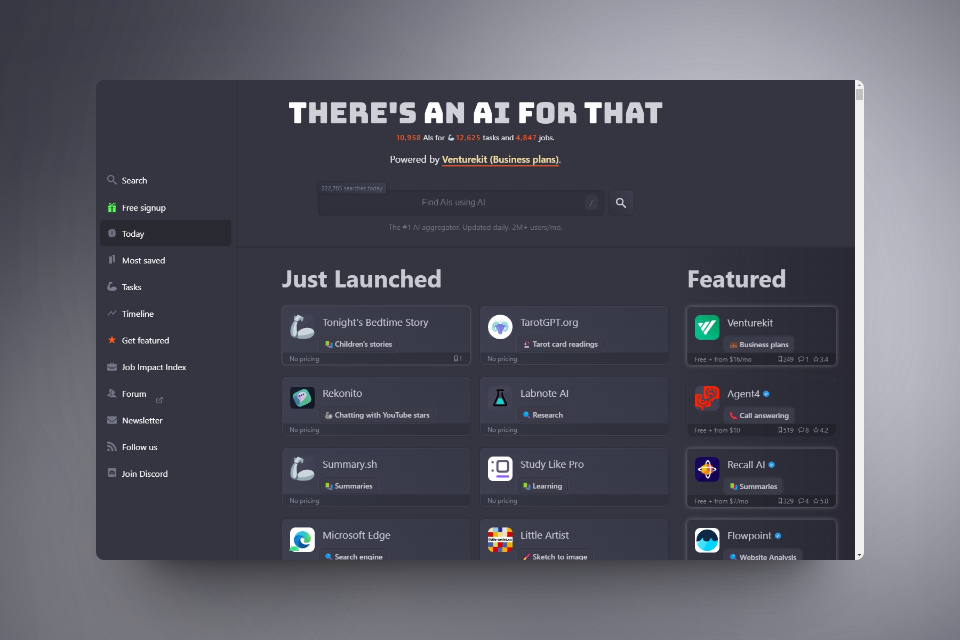 THERE'S AN AI FOR THAT
10,958 AIs for 12,625 tasks and 4,847 jobs.
Powered by Venturekit (Business plans).
222,785 searches today
Find AIs using AI /
The #1 AI aggregator. Updated daily. 2M+ users/mo.
Search
Free signup
Today
Most saved
Tasks
Timeline
Get featured
Job Impact Index
Forum
Newsletter
Follow us
Join Discord
Just Launched
Tonight's Bedtime Story
Children's stories
No pricing 1
TarotGPT.org
Tarot card readings
No pricing
Rekonito
Chatting with YouTube stars
No pricing
Labnote AI
Research
No pricing
Summary.sh
Summaries
No pricing
Study Like Pro
Learning
No pricing
Microsoft Edge
Search engine
Little Artist
Sketch to image
Featured
Venturekit
Business plans
Free + from $16/mo 249 1 3.4
Agent4
Call answering
Free + from $10 519 8 4.2
Recall AI
Summaries
Free + from $7/mo 329 4 5.0
Flowpoint
Website Analysis